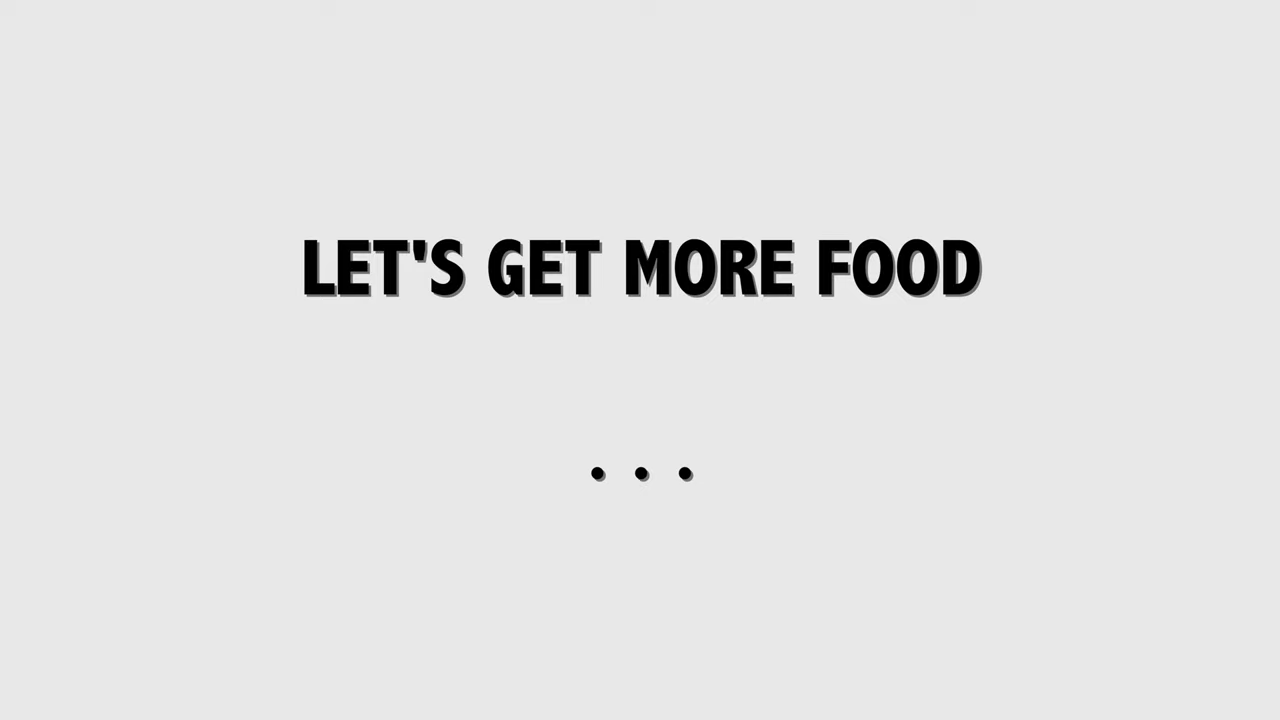 LET'S GET MORE FOOD
. . .